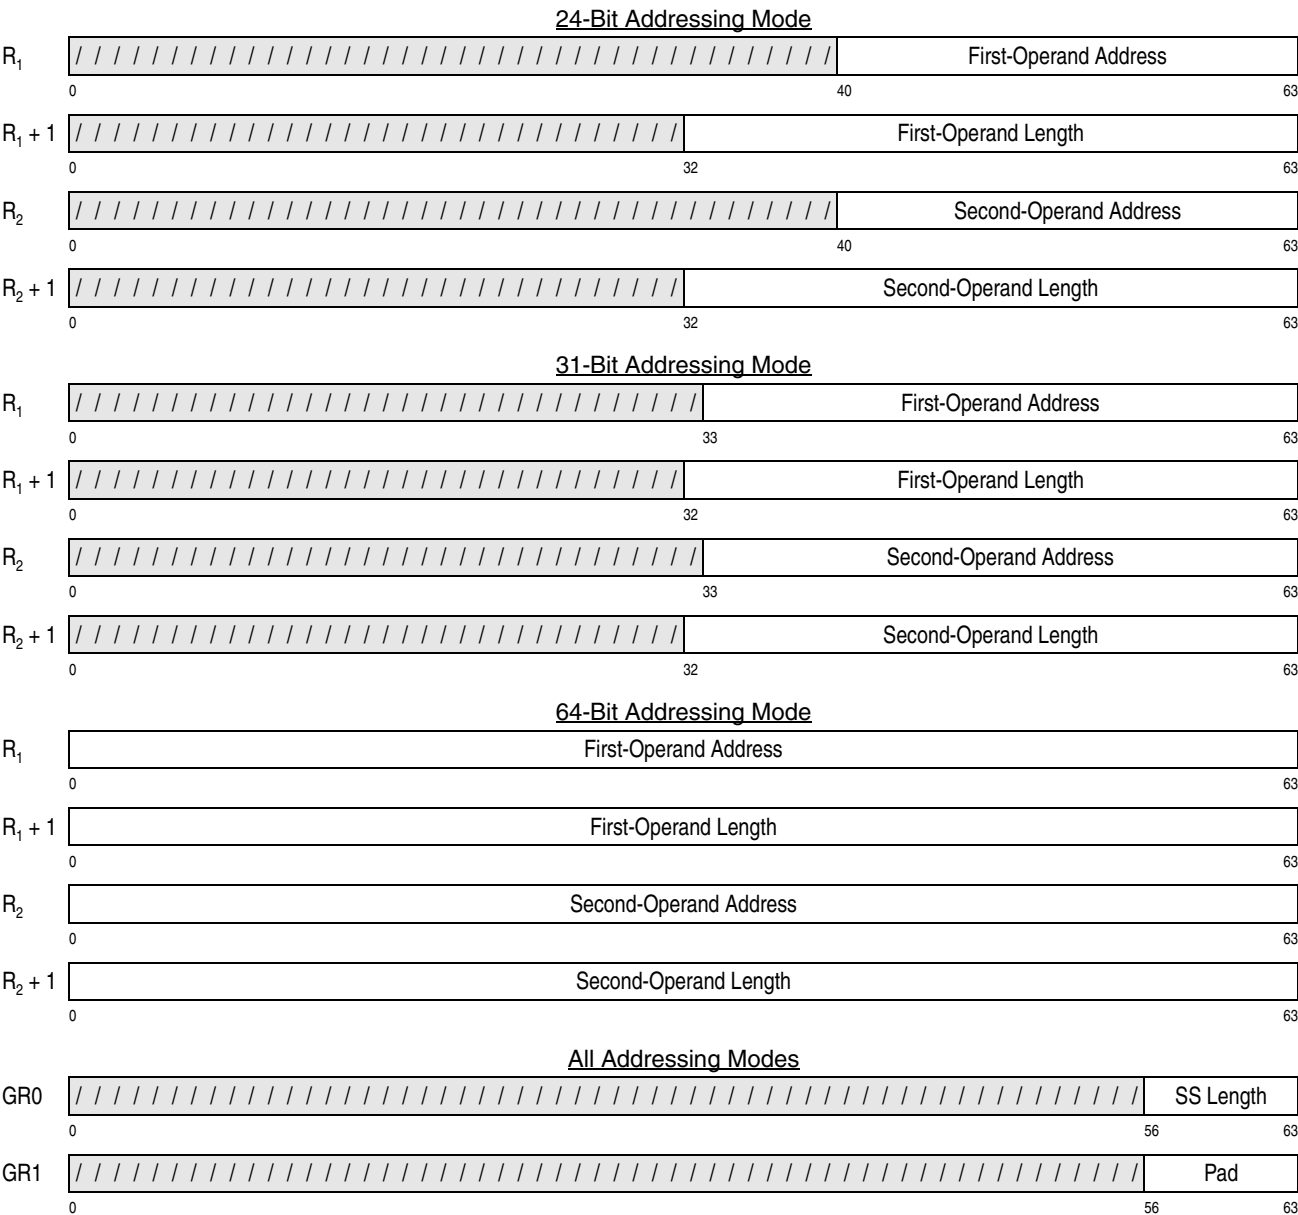 24-Bit Addressing Mode
R1 / / / / / / / / / / / / / / / / / / / / / / / / / / / / / / / / / / / / / / / / First-Operand Address
0 40 63
R1 + 1 / / / / / / / / / / / / / / / / / / / / / / / / / / / / / / / / First-Operand Length
0 32 63
R2 / / / / / / / / / / / / / / / / / / / / / / / / / / / / / / / / / / / / / / / / Second-Operand Address
0 40 63
R2 + 1 / / / / / / / / / / / / / / / / / / / / / / / / / / / / / / / / Second-Operand Length
0 32 63
31-Bit Addressing Mode
R1 / / / / / / / / / / / / / / / / / / / / / / / / / / / / / / / / / First-Operand Address
0 33 63
R1 + 1 / / / / / / / / / / / / / / / / / / / / / / / / / / / / / / / / First-Operand Length
0 32 63
R2 / / / / / / / / / / / / / / / / / / / / / / / / / / / / / / / / / Second-Operand Address
0 33 63
R2 + 1 / / / / / / / / / / / / / / / / / / / / / / / / / / / / / / / / Second-Operand Length
0 32 63
64-Bit Addressing Mode
R1 First-Operand Address
0 63
R1 + 1 First-Operand Length
0 63
R2 Second-Operand Address
0 63
R2 + 1 Second-Operand Length
0 63
All Addressing Modes
GR0 / / / / / / / / / / / / / / / / / / / / / / / / / / / / / / / / / / / / / / / / / / / / / / / / / / / / / / / / SS Length
0 56 63
GR1 / / / / / / / / / / / / / / / / / / / / / / / / / / / / / / / / / / / / / / / / / / / / / / / / / / / / / / / / Pad
0 56 63